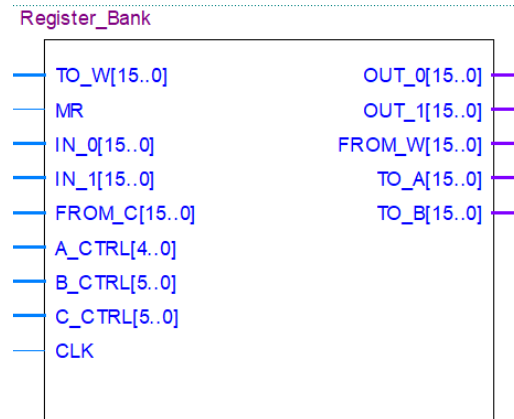 Register_Bank
TO_W[15..0] OUT_0[15..0]
MR OUT_1[15..0]
IN_0[15..0] FROM_W[15..0]
IN_1[15..0] TO_A[15..0]
FROM_C[15..0] TO_B[15..0]
A_CTRL[4..0]
B_CTRL[5..0]
C_CTRL[5..0]
CLK